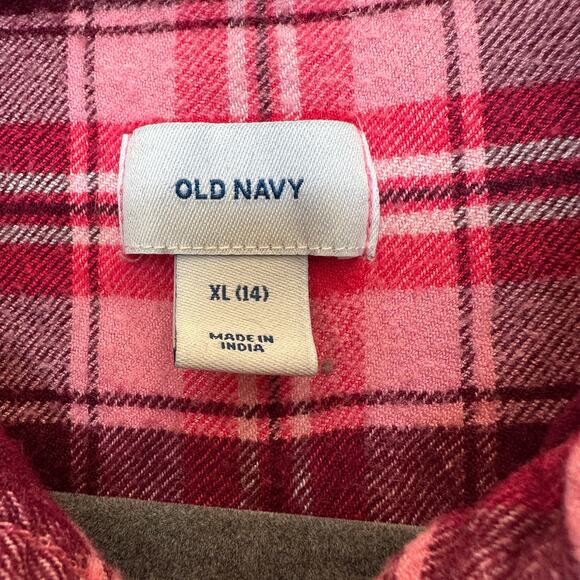 OLD NAVY
XL (14)
MADE IN
INDIA